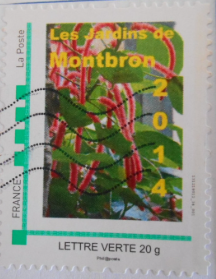 La Poste
Les Jardins de
Montbron
2
0
1
4
FRANCE
LETTRE VERTE 20 g